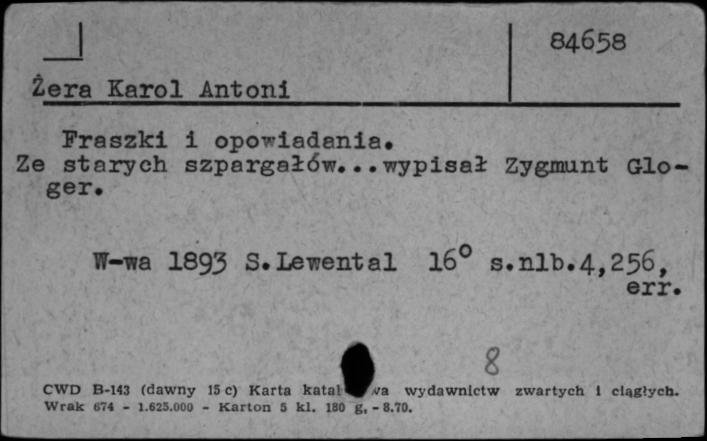 84658
Żera Karol Antoni
Fraszki i opowiadania.
Ze starych szpargałów...wypisał Zygmunt Glo-
ger.
W-wa 1893 S.Lewental 16° s.nlb.4,256,
err.
8
CWD B-143 (dawny 15 c) Karta katal wa wydawnictw zwartych i ciągłych.
Wrak 674 - 1.625.000 - Karton 5 kl. 180 g. - 8.70.